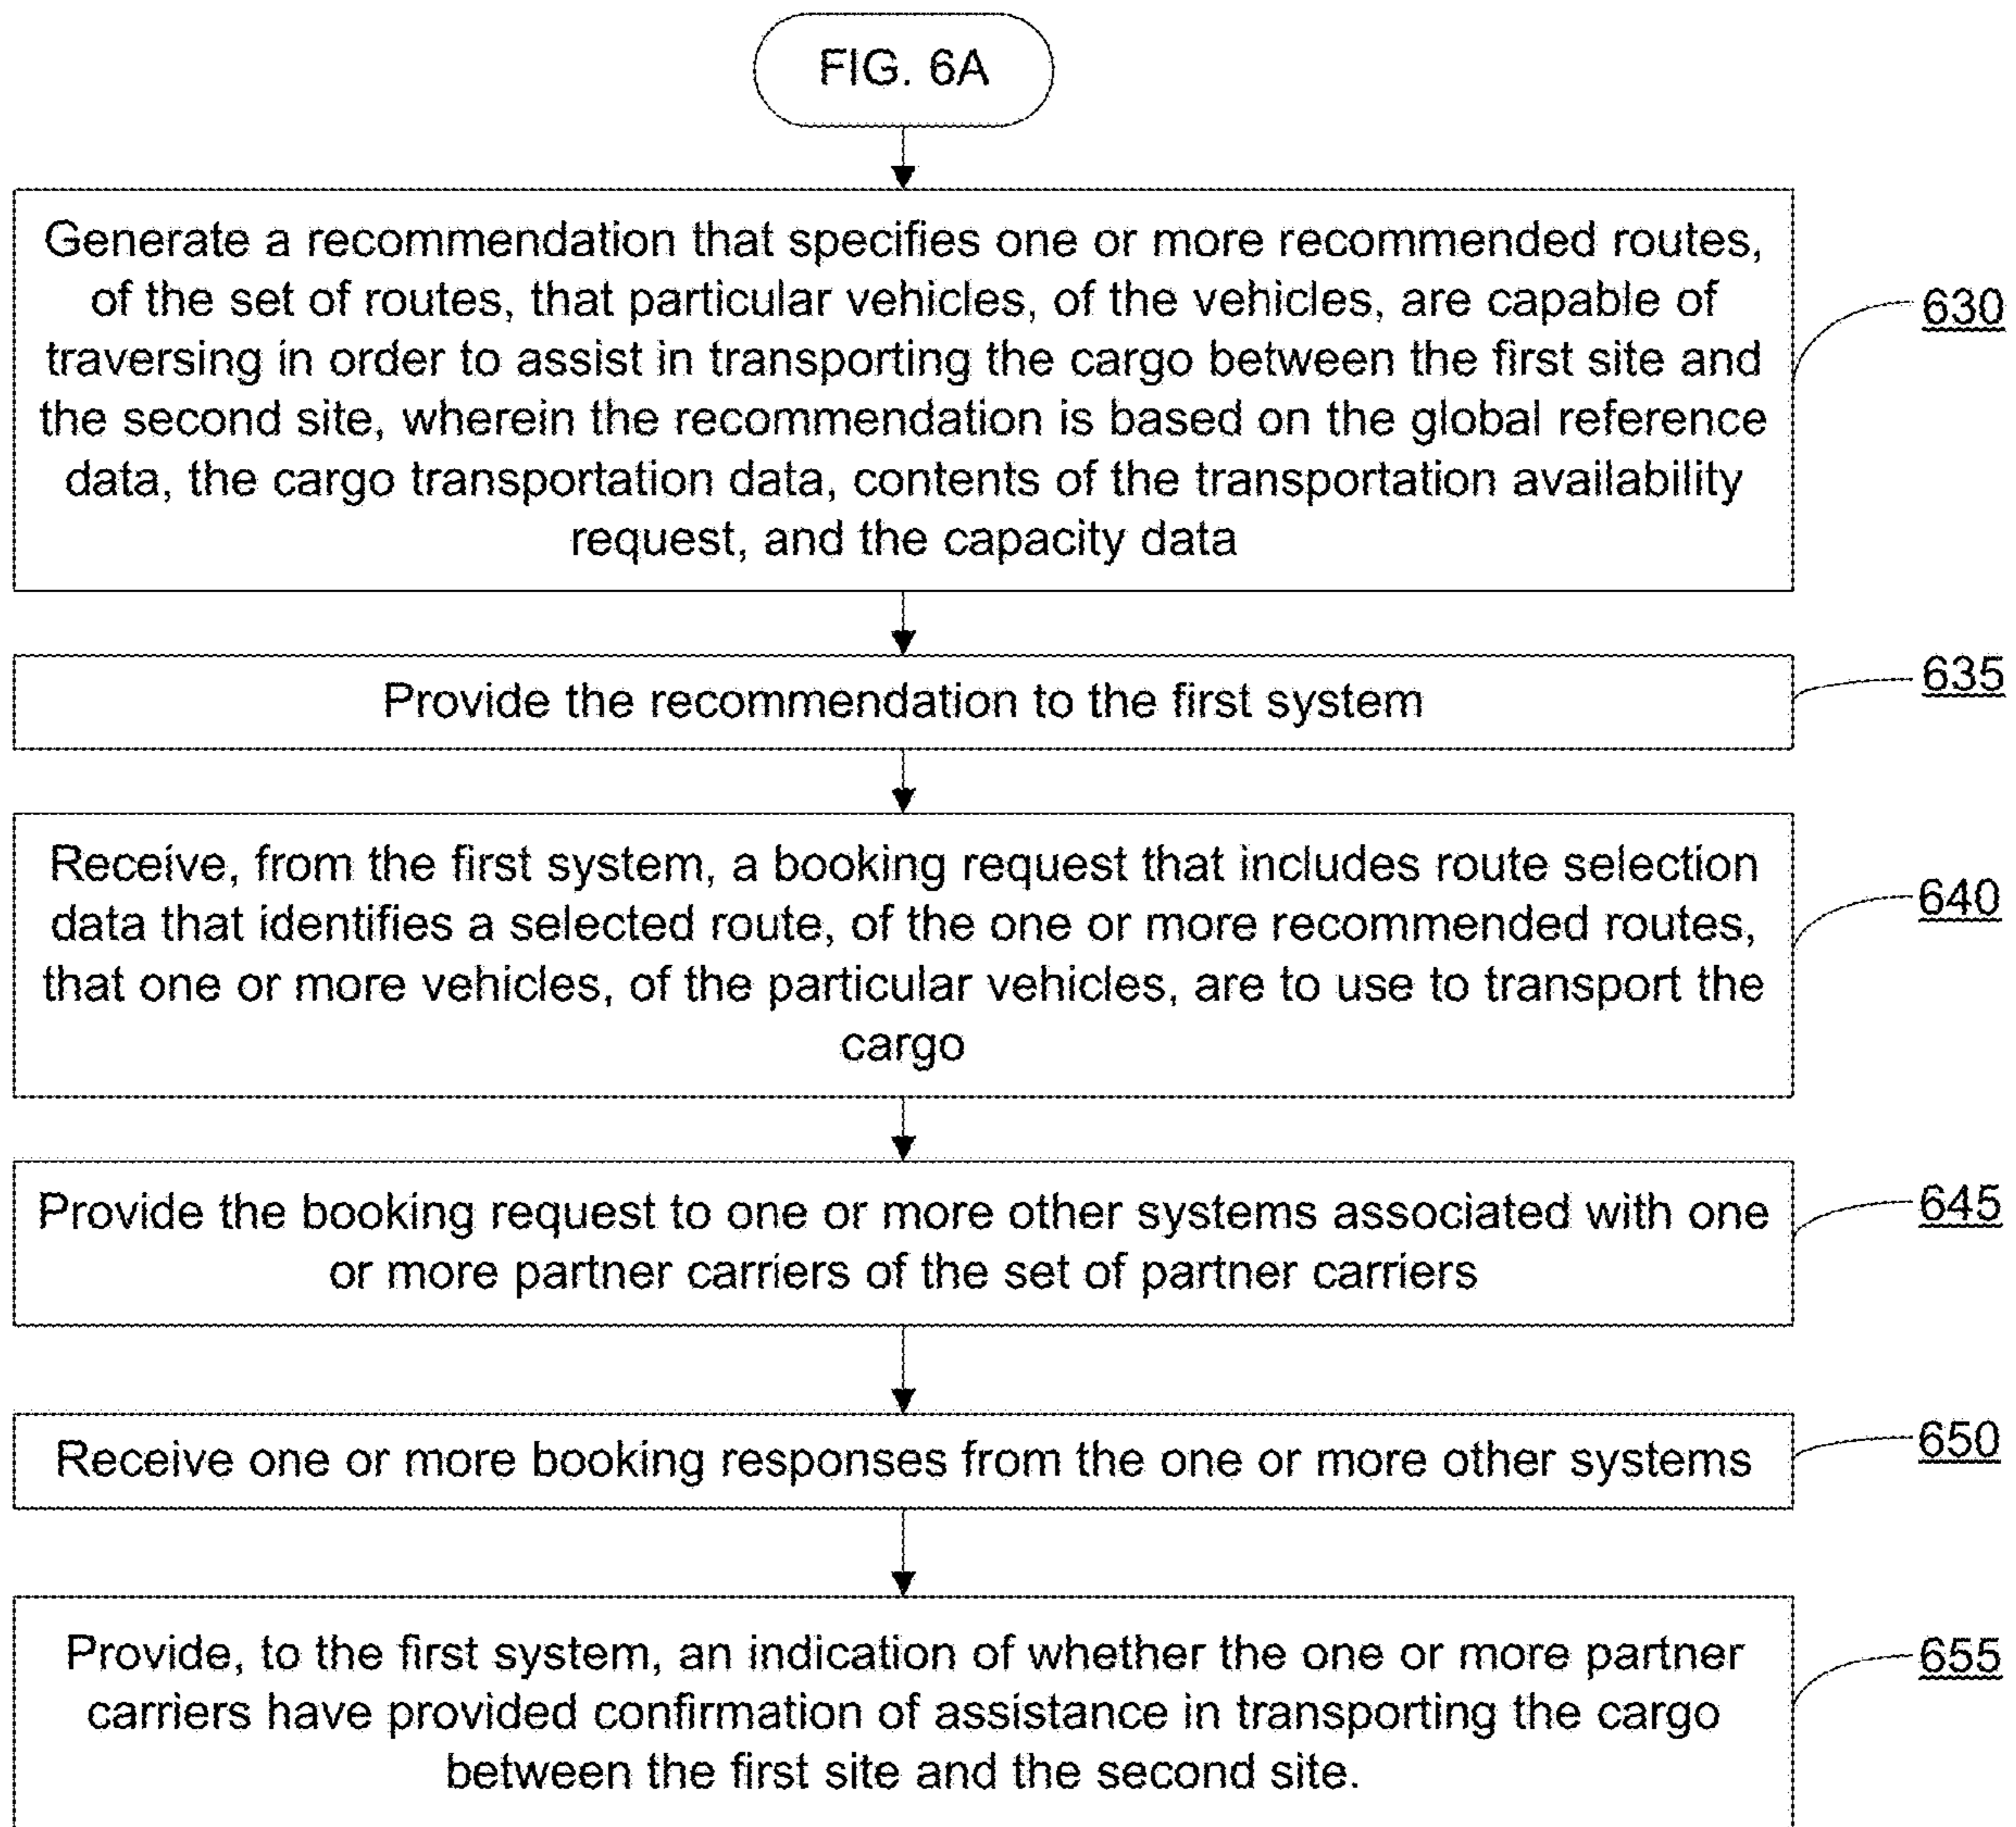 FIG. 6A
Generate a recommendation that specifies one or more recommended routes,
of the set of routes, that particular vehicles, of the vehicles, are capable of
traversing in order to assist in transporting the cargo between the first site and
the second site, wherein the recommendation is based on the global reference
data, the cargo transportation data, contents of the transportation availability
request, and the capacity data
630
Provide the recommendation to the first system
635
Receive, from the first system, a booking request that includes route selection
data that identifies a selected route, of the one or more recommended routes,
that one or more vehicles, of the particular vehicles, are to use to transport the
cargo
640
Provide the booking request to one or more other systems associated with one
or more partner carriers of the set of partner carriers
645
Receive one or more booking responses from the one or more other systems
650
Provide, to the first system, an indication of whether the one or more partner
carriers have provided confirmation of assistance in transporting the cargo
between the first site and the second site.
655